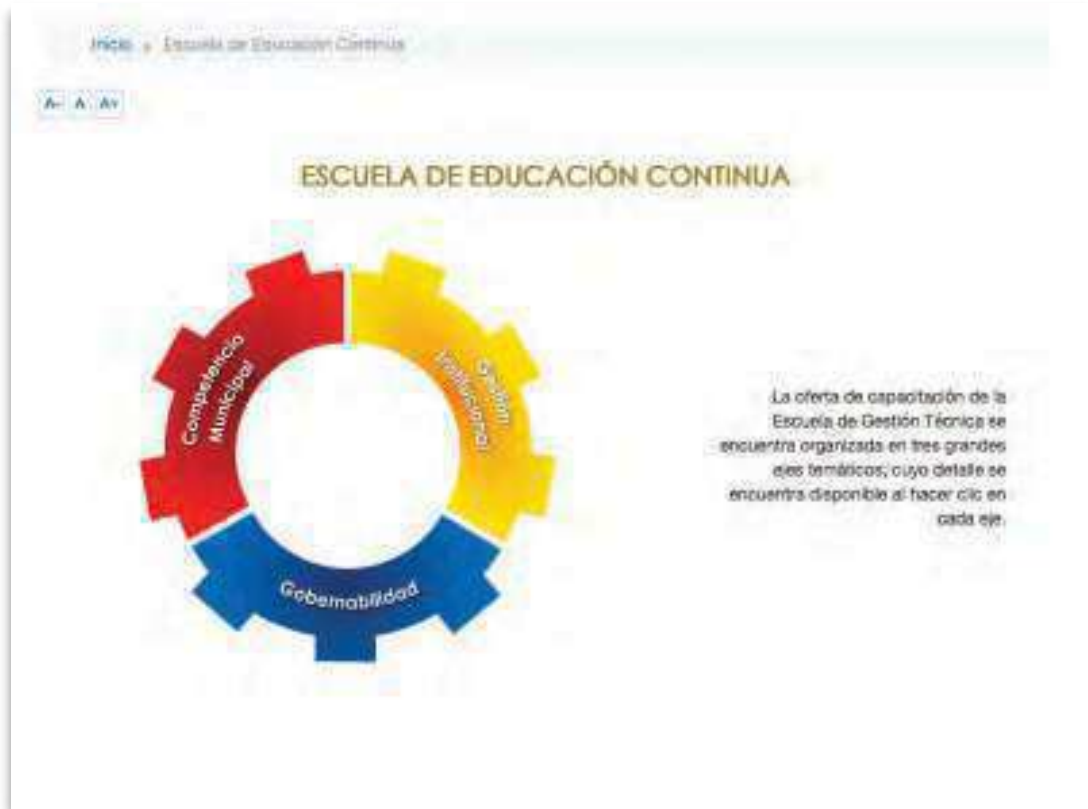 Inicio » Escuela de Educación Continua
A- A A+
ESCUELA DE EDUCACIÓN CONTINUA
Competencia
Municipal
Gestión
Institucional
Gobernabilidad
La oferta de capacitación de la
Escuela de Gestión Técnica se
encuentra organizada en tres grandes
ejes temáticos, cuyo detalle se
encuentra disponible al hacer clic en
cada eje.